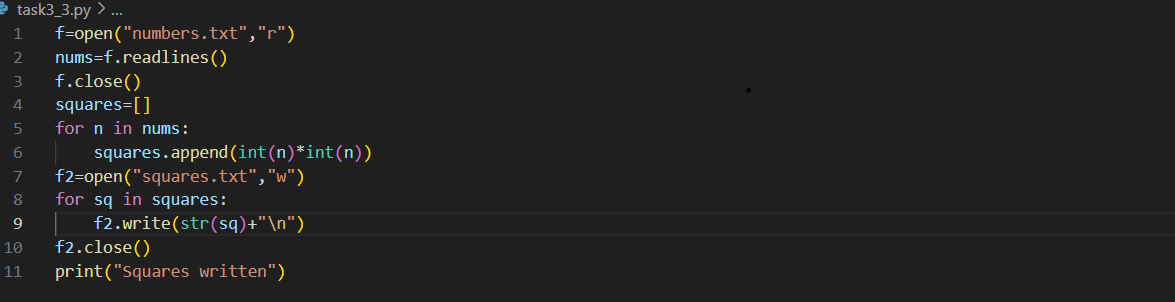 task3_3.py > ...
1 f=open("numbers.txt","r")
2 nums=f.readlines()
3 f.close()
4 squares=[]
5 for n in nums:
6     squares.append(int(n)*int(n))
7 f2=open("squares.txt","w")
8 for sq in squares:
9     f2.write(str(sq)+"\n")
10 f2.close()
11 print("Squares written")